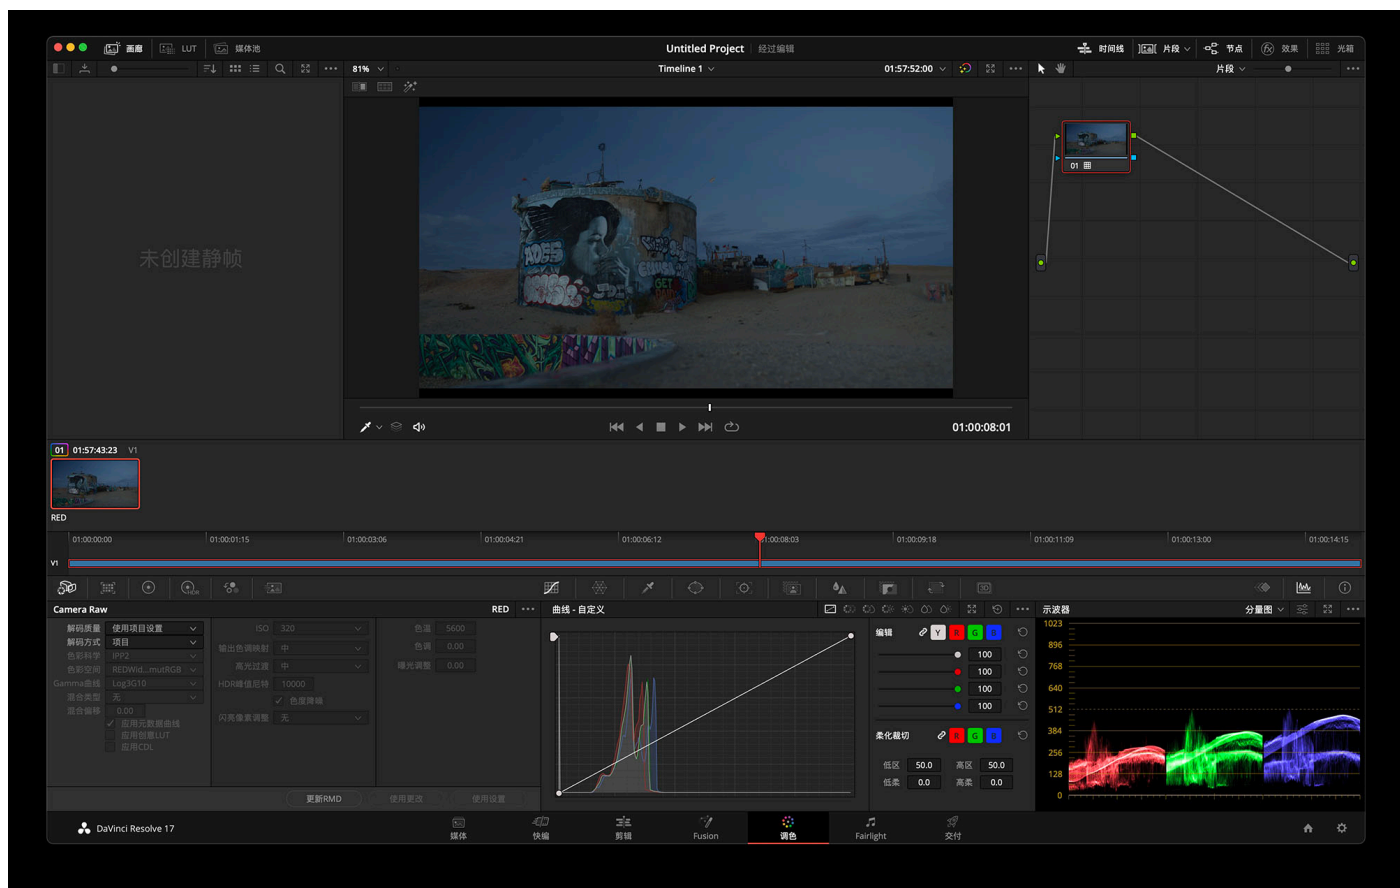 画廊 LUT 媒体池 Untitled Project 经过编辑 时间线 片段 节点 效果 光箱
81% Timeline 1 01:57:52:00 片段
未创建静帧
ADES
GET
01
01:00:08:01
01 01:57:43:23 V1
RED
01:00:00:00 01:00:01:15 01:00:03:06 01:00:04:21 01:00:06:12 01:00:08:03 01:00:09:18 01:00:11:09 01:00:13:00 01:00:14:15
V1
HDR 3D
Camera Raw RED 曲线 - 自定义 示波器 分量图
解码质量 使用项目设置 ISO 320 色温 5600
解码方式 项目 输出色调映射 中 色调 0.00
色彩科学 IPP2 高光过渡 中 曝光调整 0.00
色彩空间 REDWid...mutRGB HDR峰值尼特 10000
Gamma曲线 Log3G10 色度降噪
混合类型 无 闪亮像素调整 无
混合偏移 0.00
应用元数据曲线
应用创意LUT
应用CDL
更新RMD 使用更改 使用设置
编辑 Y R G B
100
100
100
100
柔化裁切 R G B
低区 50.0 高区 50.0
低柔 0.0 高柔 0.0
1023
896
768
640
512
384
256
128
0
DaVinci Resolve 17 媒体 快编 剪辑 Fusion 调色 Fairlight 交付